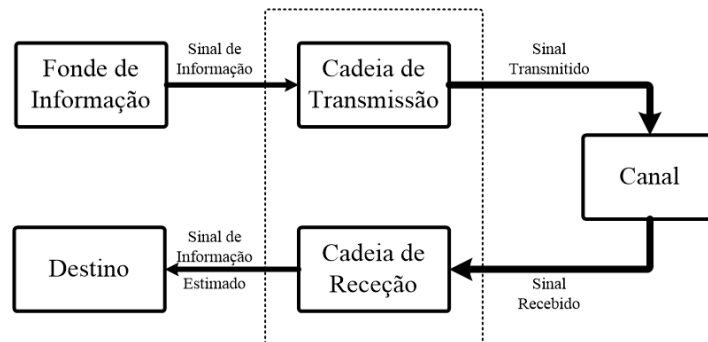 Fonde de
Informação
Sinal de
Informação
Cadeia de
Transmissão
Sinal
Transmitido
Canal
Destino
Sinal de
Informação
Estimado
Cadeia de
Receção
Sinal
Recebido